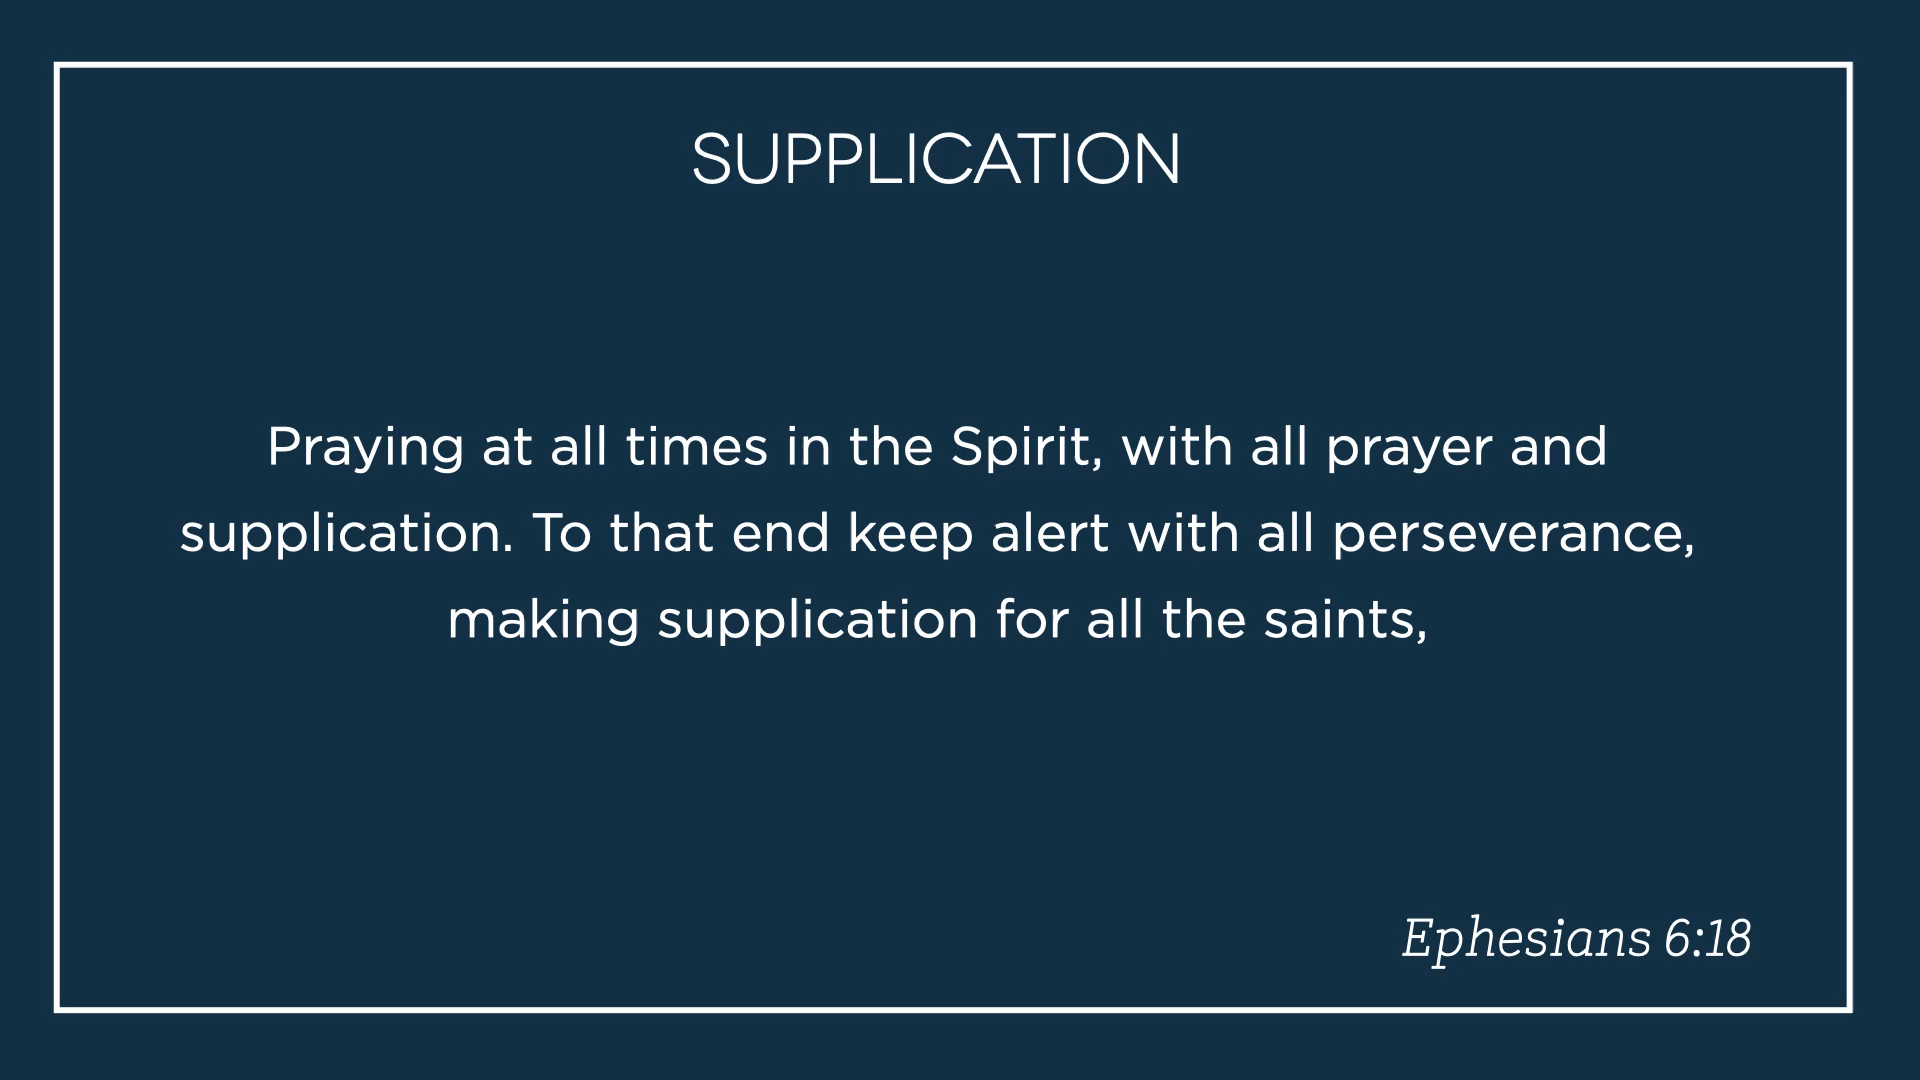 SUPPLICATION
Praying at all times in the Spirit, with all prayer and
supplication. To that end keep alert with all perseverance,
making supplication for all the saints,
Ephesians 6:18